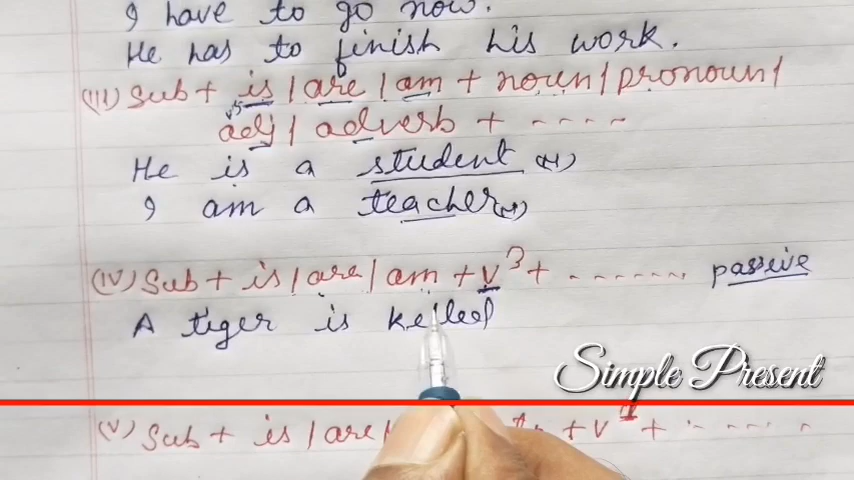 I have to go now.
He has to finish his work.
(III) Sub + is / are / am + noun / pronoun /
adj / adverb + ....
He is a student (N)
I am a teacher (N)
(IV) Sub + is / are / am + V³ + ....... passive
A tiger is killed
Simple Present
(V) Sub + is / are / + V¹ + ....